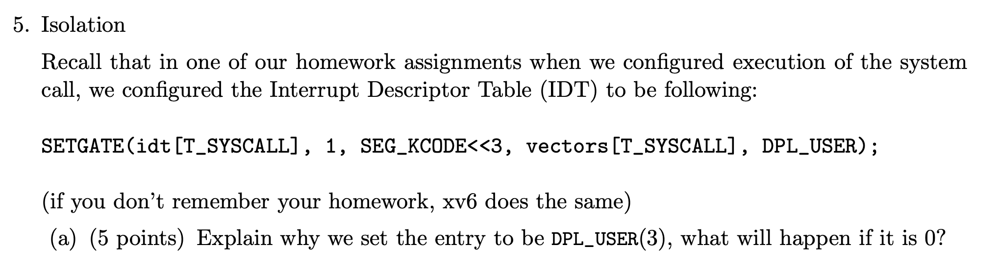 5. Isolation
Recall that in one of our homework assignments when we configured execution of the system
call, we configured the Interrupt Descriptor Table (IDT) to be following:
SETGATE(idt[T_SYSCALL], 1, SEG_KCODE<<3, vectors[T_SYSCALL], DPL_USER);
(if you don't remember your homework, xv6 does the same)
(a) (5 points) Explain why we set the entry to be DPL_USER(3), what will happen if it is 0?